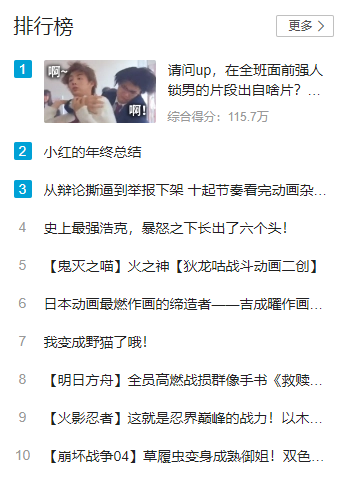 排行榜
更多
1
啊~
啊!
请问up，在全班面前强人
锁男的片段出自啥片？…
综合得分：115.7万
2
小红的年终总结
3
从辩论撕逼到举报下架 十起节奏看完动画杂…
4
史上最强浩克，暴怒之下长出了六个头！
5
【鬼灭之喵】火之神【狄龙咕战斗动画二创】
6
日本动画最燃作画的缔造者——吉成曜作画…
7
我变成野猫了哦！
8
【明日方舟】全员高燃战损群像手书《救赎…
9
【火影忍者】这就是忍界巅峰的战力！以木…
10
【崩坏战争04】草履虫变身成熟御姐！双色…